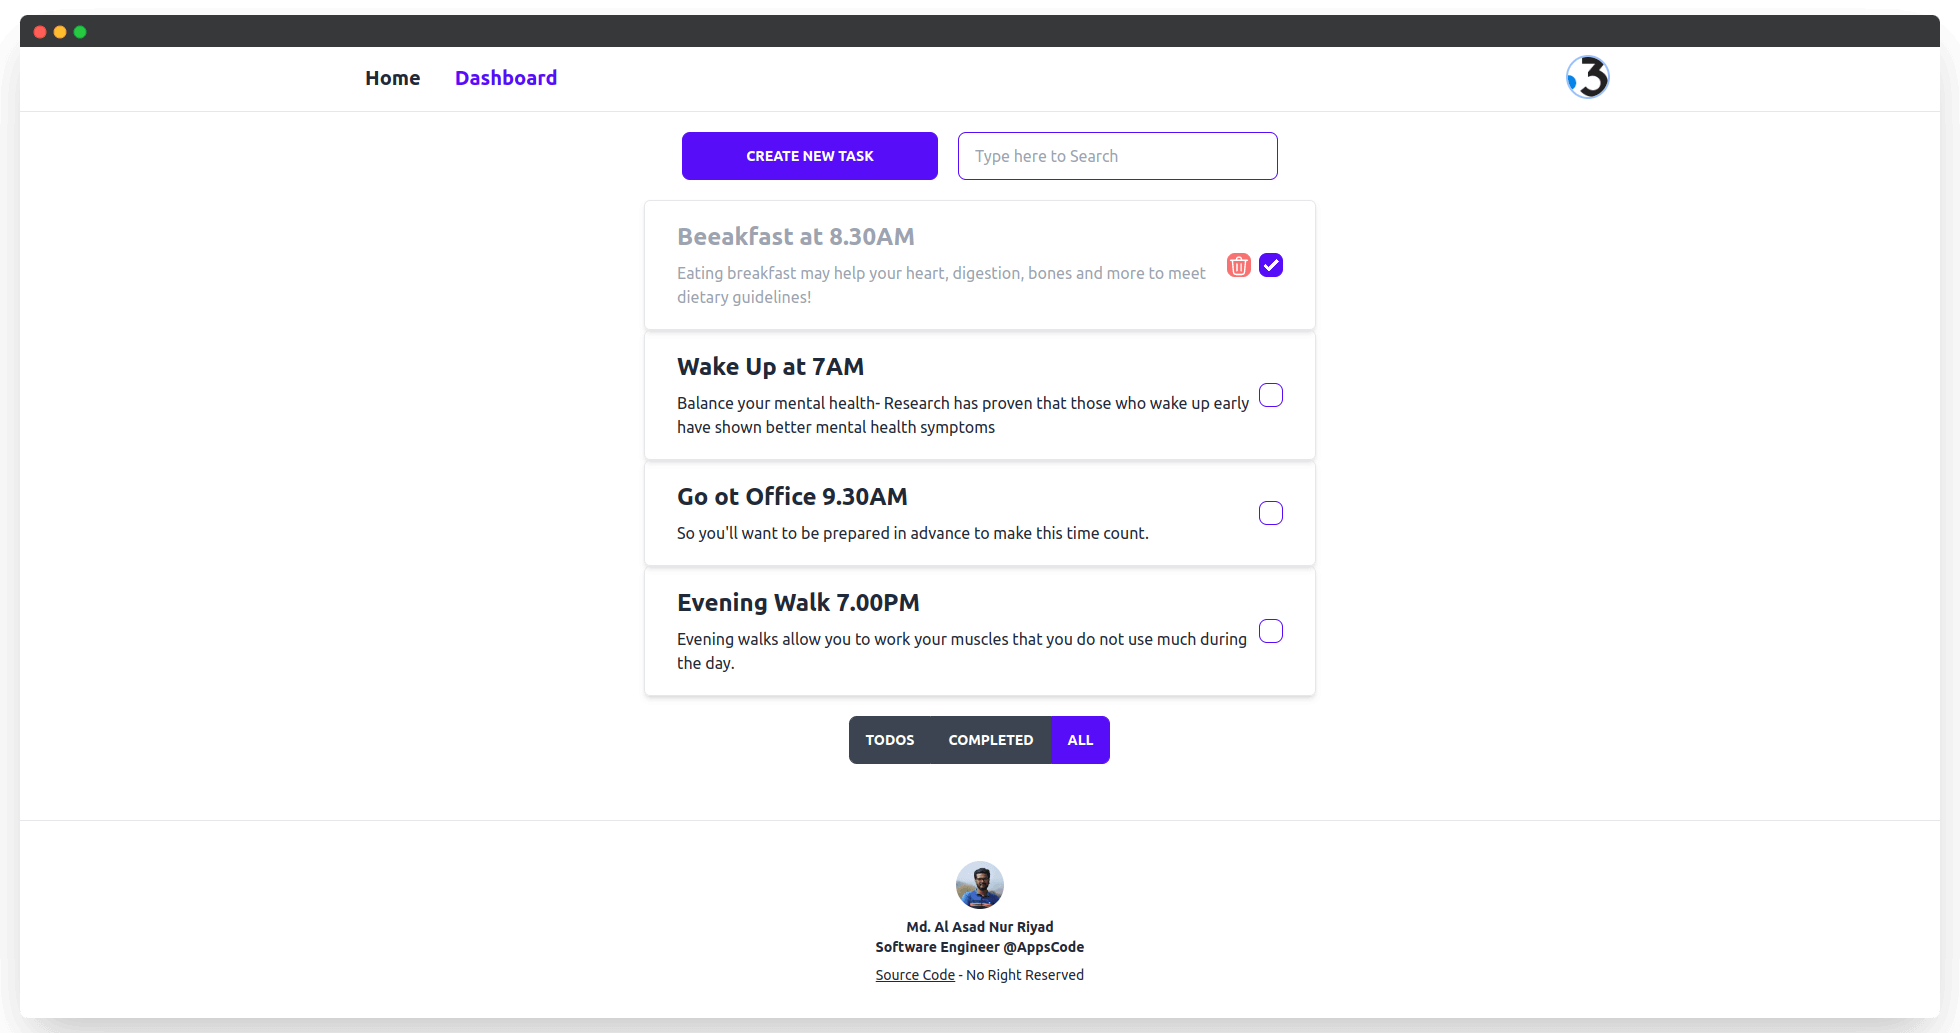 Home Dashboard 3
CREATE NEW TASK Type here to Search
Beeakfast at 8.30AM
Eating breakfast may help your heart, digestion, bones and more to meet
dietary guidelines!
Wake Up at 7AM
Balance your mental health- Research has proven that those who wake up early
have shown better mental health symptoms
Go ot Office 9.30AM
So you'll want to be prepared in advance to make this time count.
Evening Walk 7.00PM
Evening walks allow you to work your muscles that you do not use much during
the day.
TODOS COMPLETED ALL
Md. Al Asad Nur Riyad
Software Engineer @AppsCode
Source Code - No Right Reserved